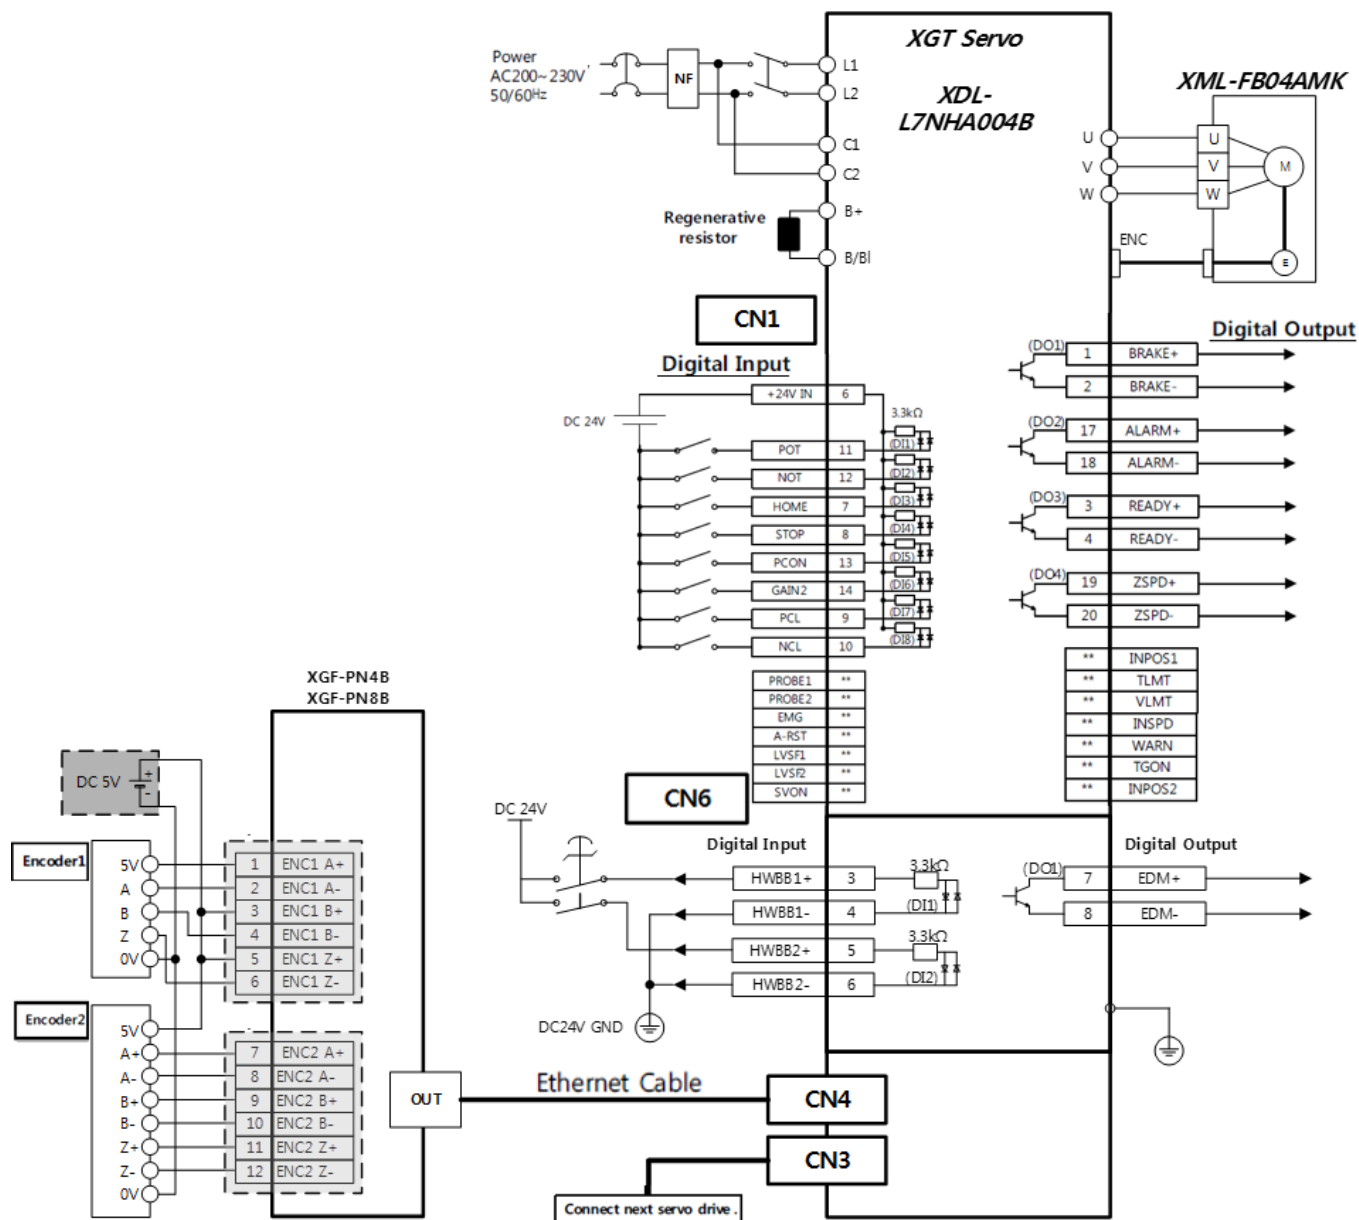 XGT Servo
XDL-
L7NHA004B
Power
AC200~230V
50/60Hz
NF
L1
L2
C1
C2
Regenerative
resistor
B+
B/BI
XML-FB04AMK
U
V
W
U
V
W
M
ENC
E
CN1
Digital Input
DC 24V
+24V IN 6
3.3kΩ
POT 11 (DI1)
NOT 12 (DI2)
HOME 7 (DI3)
STOP 8 (DI4)
PCON 13 (DI5)
GAIN2 14 (DI6)
PCL 9 (DI7)
NCL 10 (DI8)
PROBE1 **
PROBE2 **
EMG **
A-RST **
LVSF1 **
LVSF2 **
SVON **
Digital Output
(DO1) 1 BRAKE+
2 BRAKE-
(DO2) 17 ALARM+
18 ALARM-
(DO3) 3 READY+
4 READY-
(DO4) 19 ZSPD+
20 ZSPD-
** INPOS1
** TLMT
** VLMT
** INSPD
** WARN
** TGON
** INPOS2
CN6
DC 24V
Digital Input
HWBB1+ 3 3.3kΩ
HWBB1- 4 (DI1)
HWBB2+ 5 3.3kΩ
HWBB2- 6 (DI2)
DC24V GND
Digital Output
(DO1) 7 EDM+
8 EDM-
XGF-PN4B
XGF-PN8B
DC 5V + -
Encoder1
5V 1 ENC1 A+
A 2 ENC1 A-
B 3 ENC1 B+
Z 4 ENC1 B-
0V 5 ENC1 Z+
6 ENC1 Z-
Encoder2
5V
A+ 7 ENC2 A+
A- 8 ENC2 A-
B+ 9 ENC2 B+
B- 10 ENC2 B-
Z+ 11 ENC2 Z+
Z- 12 ENC2 Z-
0V
OUT
Ethernet Cable
CN4
CN3
Connect next servo drive.